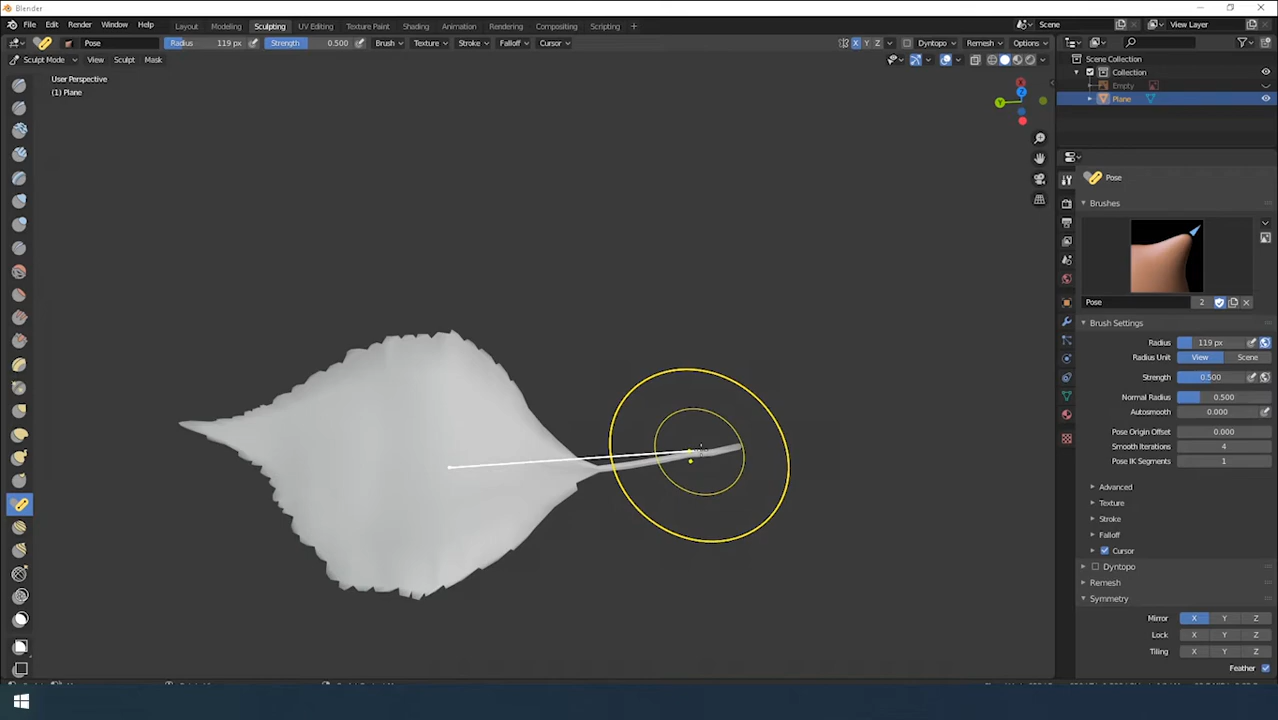 Blender
File Edit Render Window Help
Layout Modeling Sculpting UV Editing Texture Paint Shading Animation Rendering Compositing Scripting +
Scene
View Layer
Pose
Radius 119 px
Strength 0.500
Brush Texture Stroke Falloff Cursor
X Y Z
Dyntopo Remesh Options
Sculpt Mode View Sculpt Mask
User Perspective
(1) Plane
X
Z
Y
Scene Collection
Collection
Empty
Plane
Pose
Brushes
Pose 2
Brush Settings
Radius 119 px
Radius Unit View Scene
Strength 0.500
Normal Radius 0.500
Autosmooth 0.000
Pose Origin Offset 0.000
Smooth Iterations 4
Pose IK Segments 1
Advanced
Texture
Stroke
Falloff
Cursor
Dyntopo
Remesh
Symmetry
Mirror X Y Z
Lock X Y Z
Tiling X Y Z
Feather